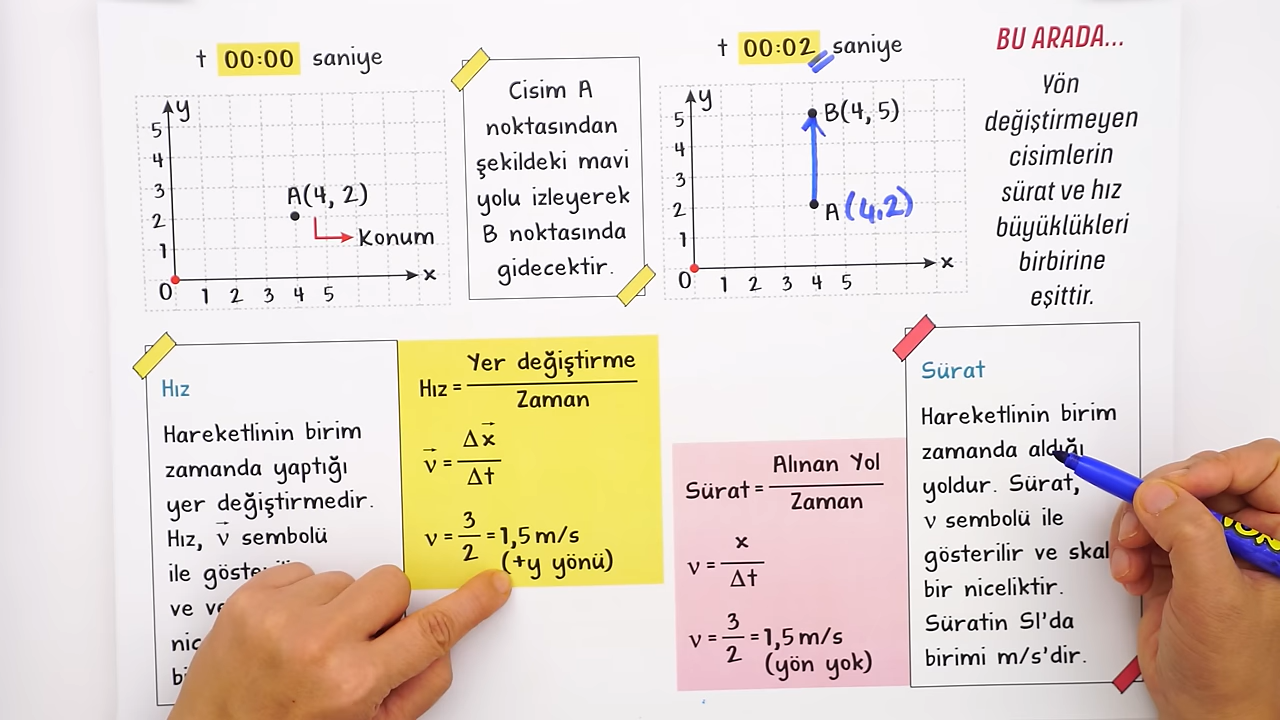 t 00:00 saniye
y
5
4
3
2
1
0
1 2 3 4 5
x
A(4, 2)
Konum
Cisim A
noktasından
şekildeki mavi
yolu izleyerek
B noktasında
gidecektir.
t 00:02 saniye
y
5
4
3
2
1
0
1 2 3 4 5
x
B(4, 5)
A (4,2)
BU ARADA...
Yön
değiştirmeyen
cisimlerin
sürat ve hız
büyüklükleri
birbirine
eşittir.
Hız
Hareketlinin birim
zamanda yaptığı
yer değiştirmedir.
Hız, v⃗ sembolü
ile
ve
Hız = Yer değiştirme / Zaman
v⃗ = Δx⃗ / Δt
v = 3/2 = 1,5 m/s
(+y yönü)
Sürat = Alınan Yol / Zaman
v = x / Δt
v = 3/2 = 1,5 m/s
(yön yok)
Sürat
Hareketlinin birim
zamanda aldığı
yoldur. Sürat,
v sembolü ile
gösterilir ve
bir niceliktir.
Süratin SI'da
birimi m/s'dir.